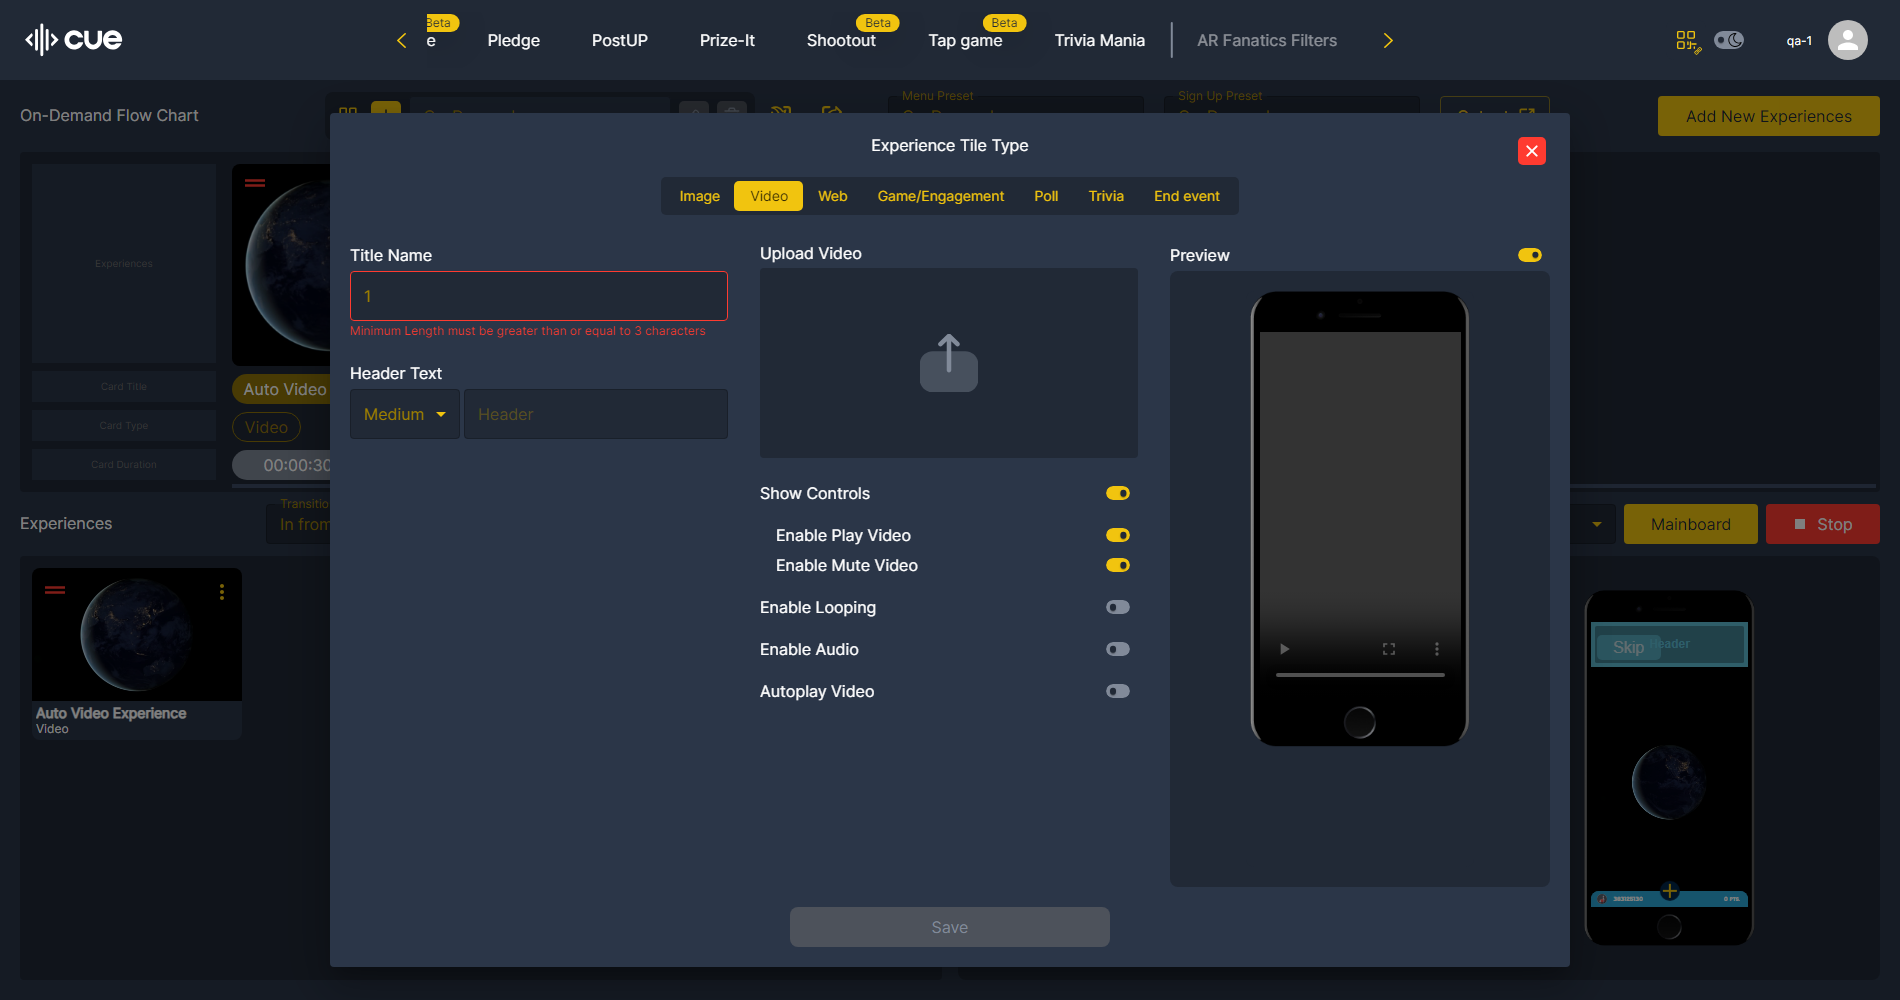 cue
e
Beta
Pledge
PostUP
Prize-It
Shootout
Beta
Tap game
Beta
Trivia Mania
AR Fanatics Filters
qa-1
On-Demand Flow Chart
Menu Preset
Sign Up Preset
Add New Experiences
Experience Tile Type
Image
Video
Web
Game/Engagement
Poll
Trivia
End event
Title Name
1
Minimum Length must be greater than or equal to 3 characters
Header Text
Medium
Header
Upload Video
Show Controls
Enable Play Video
Enable Mute Video
Enable Looping
Enable Audio
Autoplay Video
Preview
Save
Experiences
Card Title
Card Type
Card Duration
Auto Video
Video
00:00:30
Experiences
Transitio
In from
Mainboard
Stop
Auto Video Experience
Video
Skip
Header